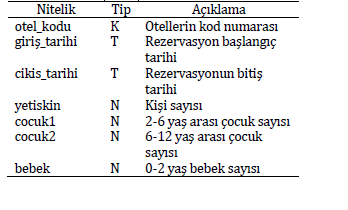 Nitelik Tip Açıklama
otel_kodu K Otellerin kod numarası
giriş_tarihi T Rezervasyon başlangıç
tarihi
cikis_tarihi T Rezervasyonun bitiş
tarihi
yetiskin N Kişi sayısı
cocuk1 N 2-6 yaş arası çocuk sayısı
cocuk2 N 6-12 yaş arası çocuk
sayısı
bebek N 0-2 yaş bebek sayısı